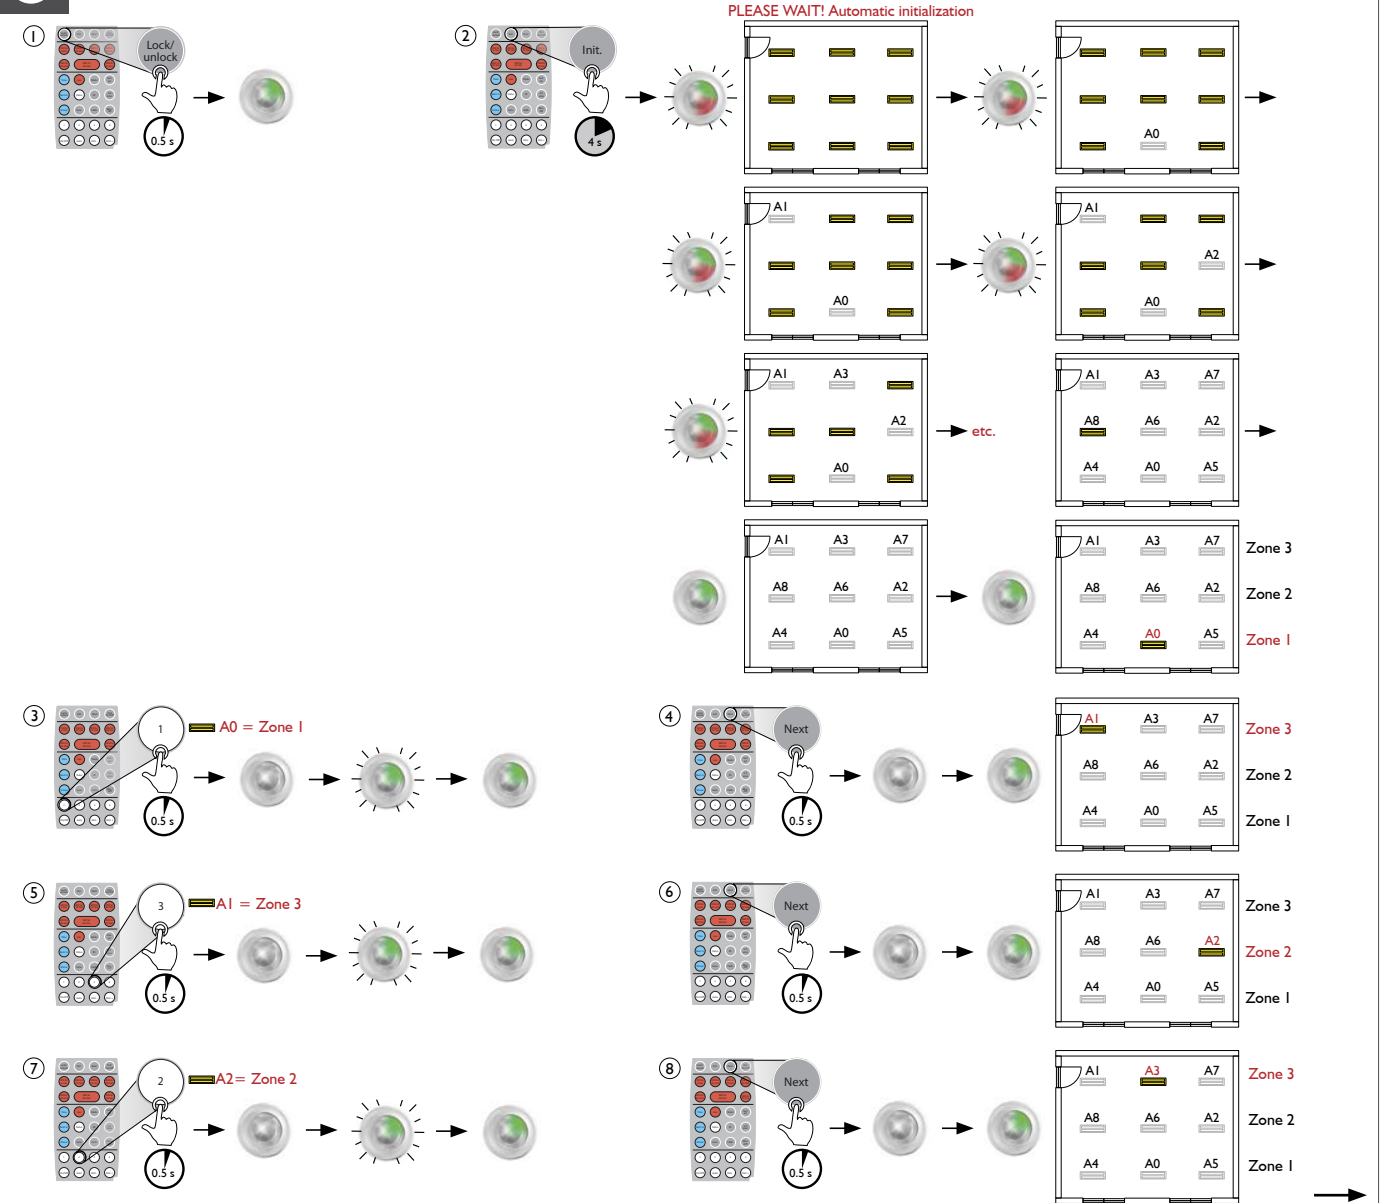 PLEASE WAIT! Automatic initialization
1
Lock/
unlock
0.5 s
2
Init.
4 s
A0
A1
A0
A1
A2
A0
A1 A3
A2
A0
etc.
A1 A3 A7
A8 A6 A2
A4 A0 A5
A1 A3 A7
A8 A6 A2
A4 A0 A5
A1 A3 A7 Zone 3
A8 A6 A2 Zone 2
A4 A0 A5 Zone 1
3
1
A0 = Zone 1
0.5 s
4
Next
0.5 s
A1 A3 A7 Zone 3
A8 A6 A2 Zone 2
A4 A0 A5 Zone 1
5
3
A1 = Zone 3
0.5 s
6
Next
0.5 s
A1 A3 A7 Zone 3
A8 A6 A2 Zone 2
A4 A0 A5 Zone 1
7
2
A2= Zone 2
0.5 s
8
Next
0.5 s
A1 A3 A7 Zone 3
A8 A6 A2 Zone 2
A4 A0 A5 Zone 1